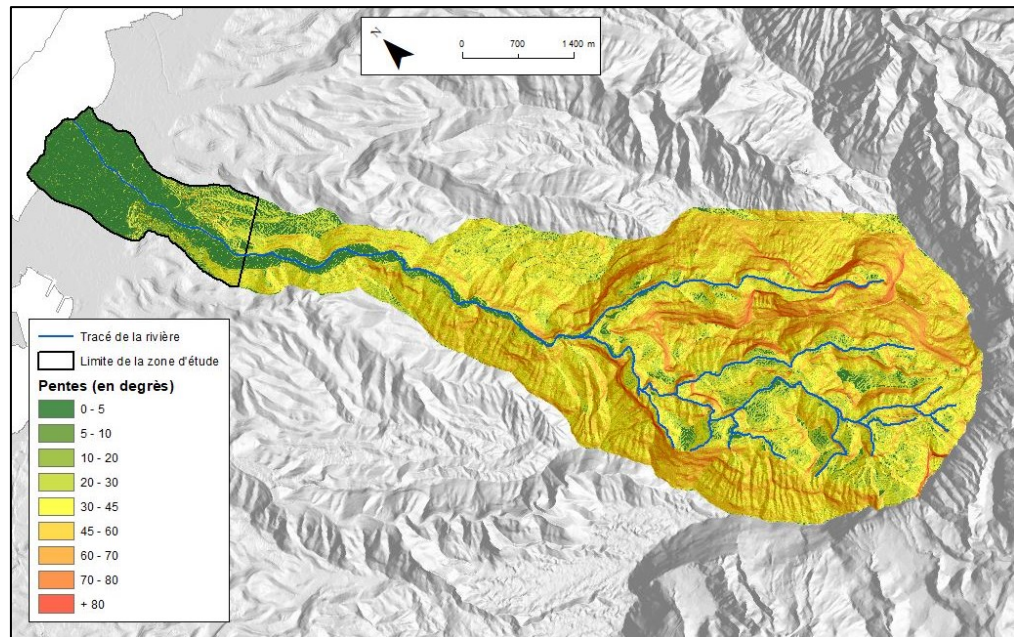 N
0 700 1 400 m
Tracé de la rivière
Limite de la zone d'étude
Pentes (en degrès)
0 - 5
5 - 10
10 - 20
20 - 30
30 - 45
45 - 60
60 - 70
70 - 80
+ 80